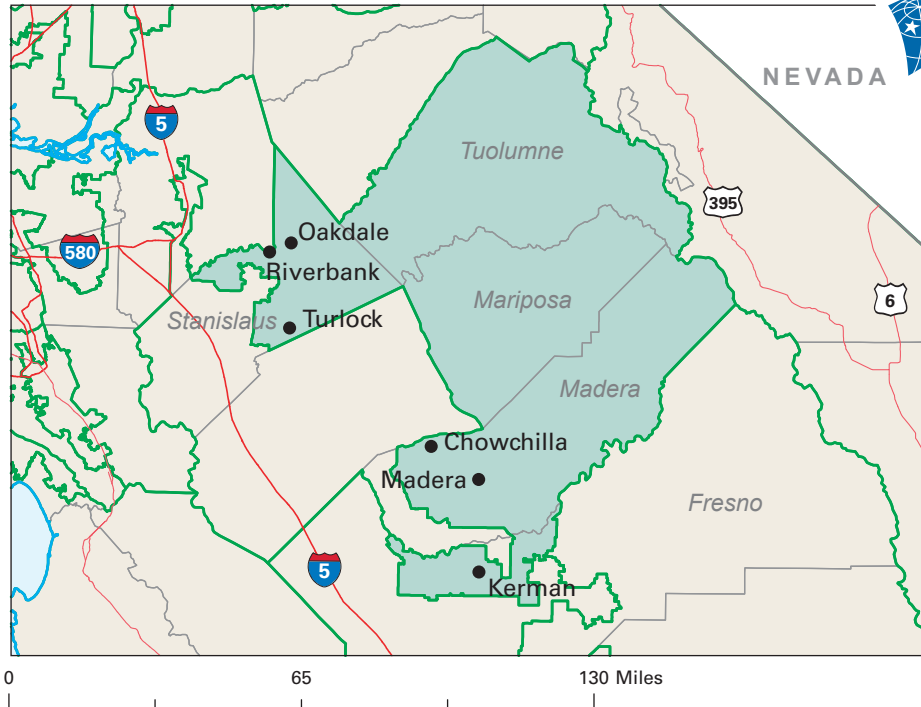 NEVADA
5
Tuolumne
395
Oakdale
580
Riverbank
6
Mariposa
Stanislaus
Turlock
Madera
Chowchilla
Madera
Fresno
5
Kerman
0
65
130 Miles